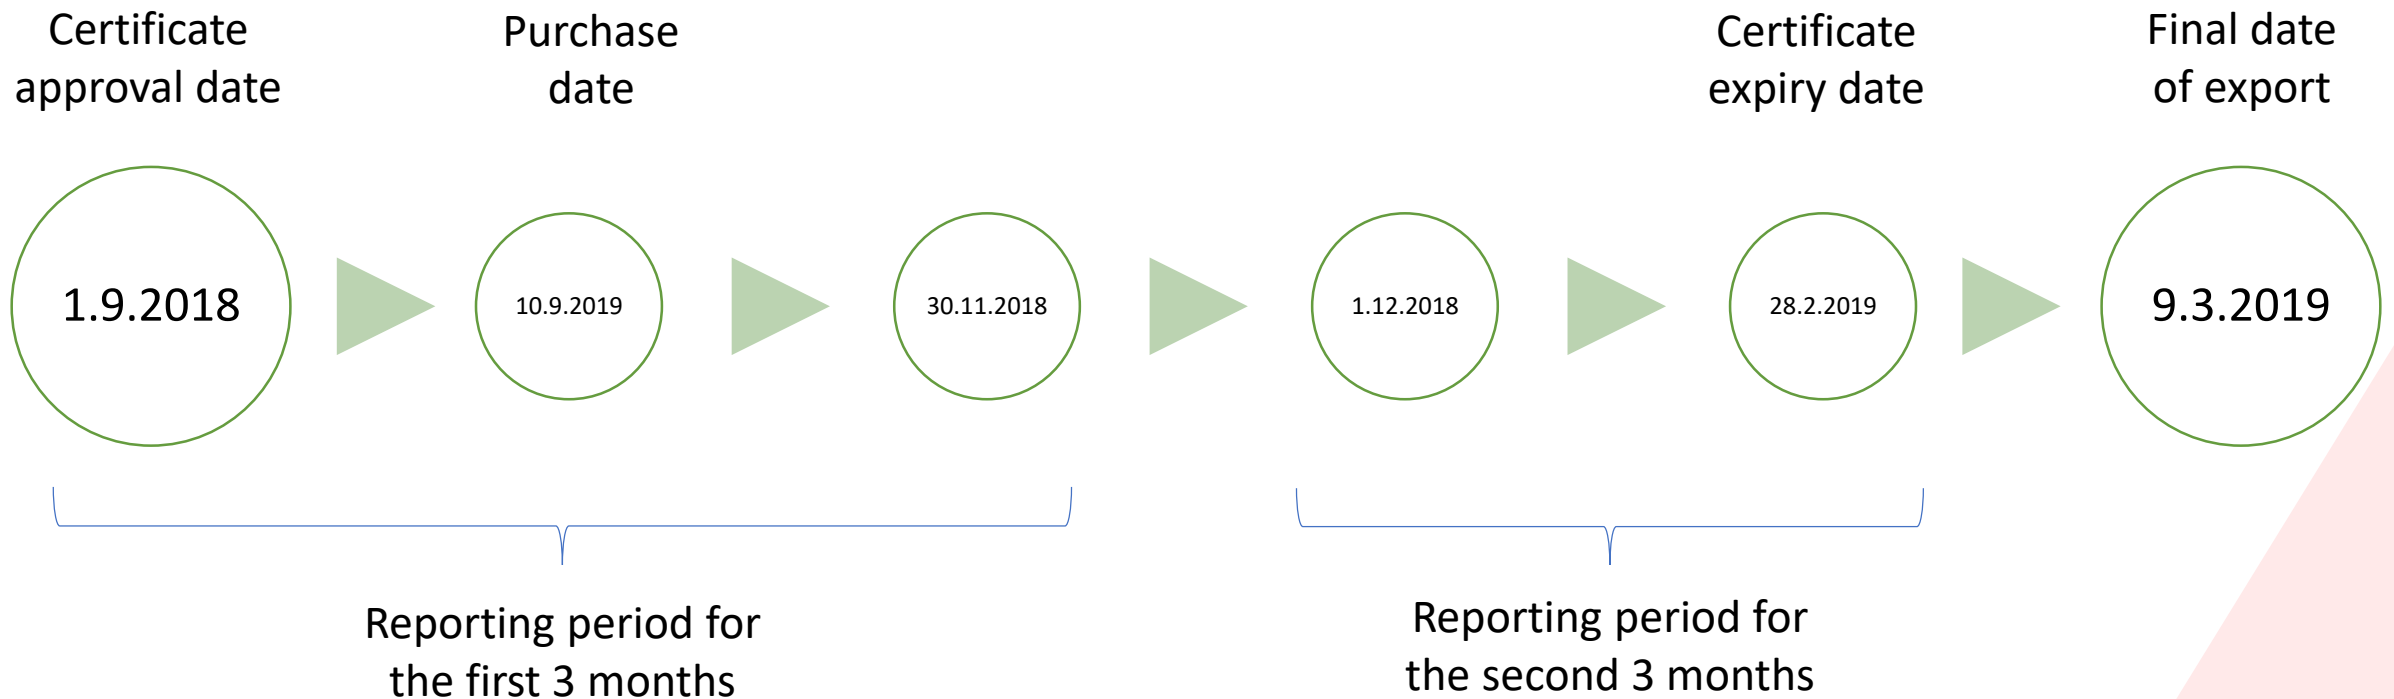 Certificate
approval date
Purchase
date
Certificate
expiry date
Final date
of export
1.9.2018
10.9.2019
30.11.2018
1.12.2018
28.2.2019
9.3.2019
Reporting period for
the first 3 months
Reporting period for
the second 3 months